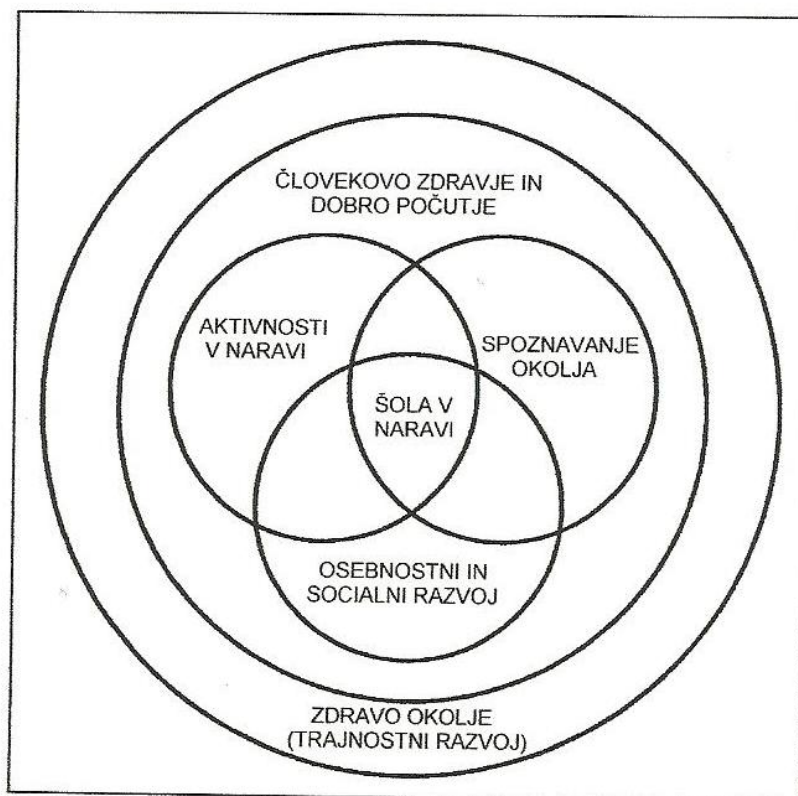 ČLOVEKOVO ZDRAVJE IN
DOBRO POČUTJE
AKTIVNOSTI
V NARAVI
SPOZNAVANJE
OKOLJA
ŠOLA V
NARAVI
OSEBNOSTNI IN
SOCIALNI RAZVOJ
ZDRAVO OKOLJE
(TRAJNOSTNI RAZVOJ)